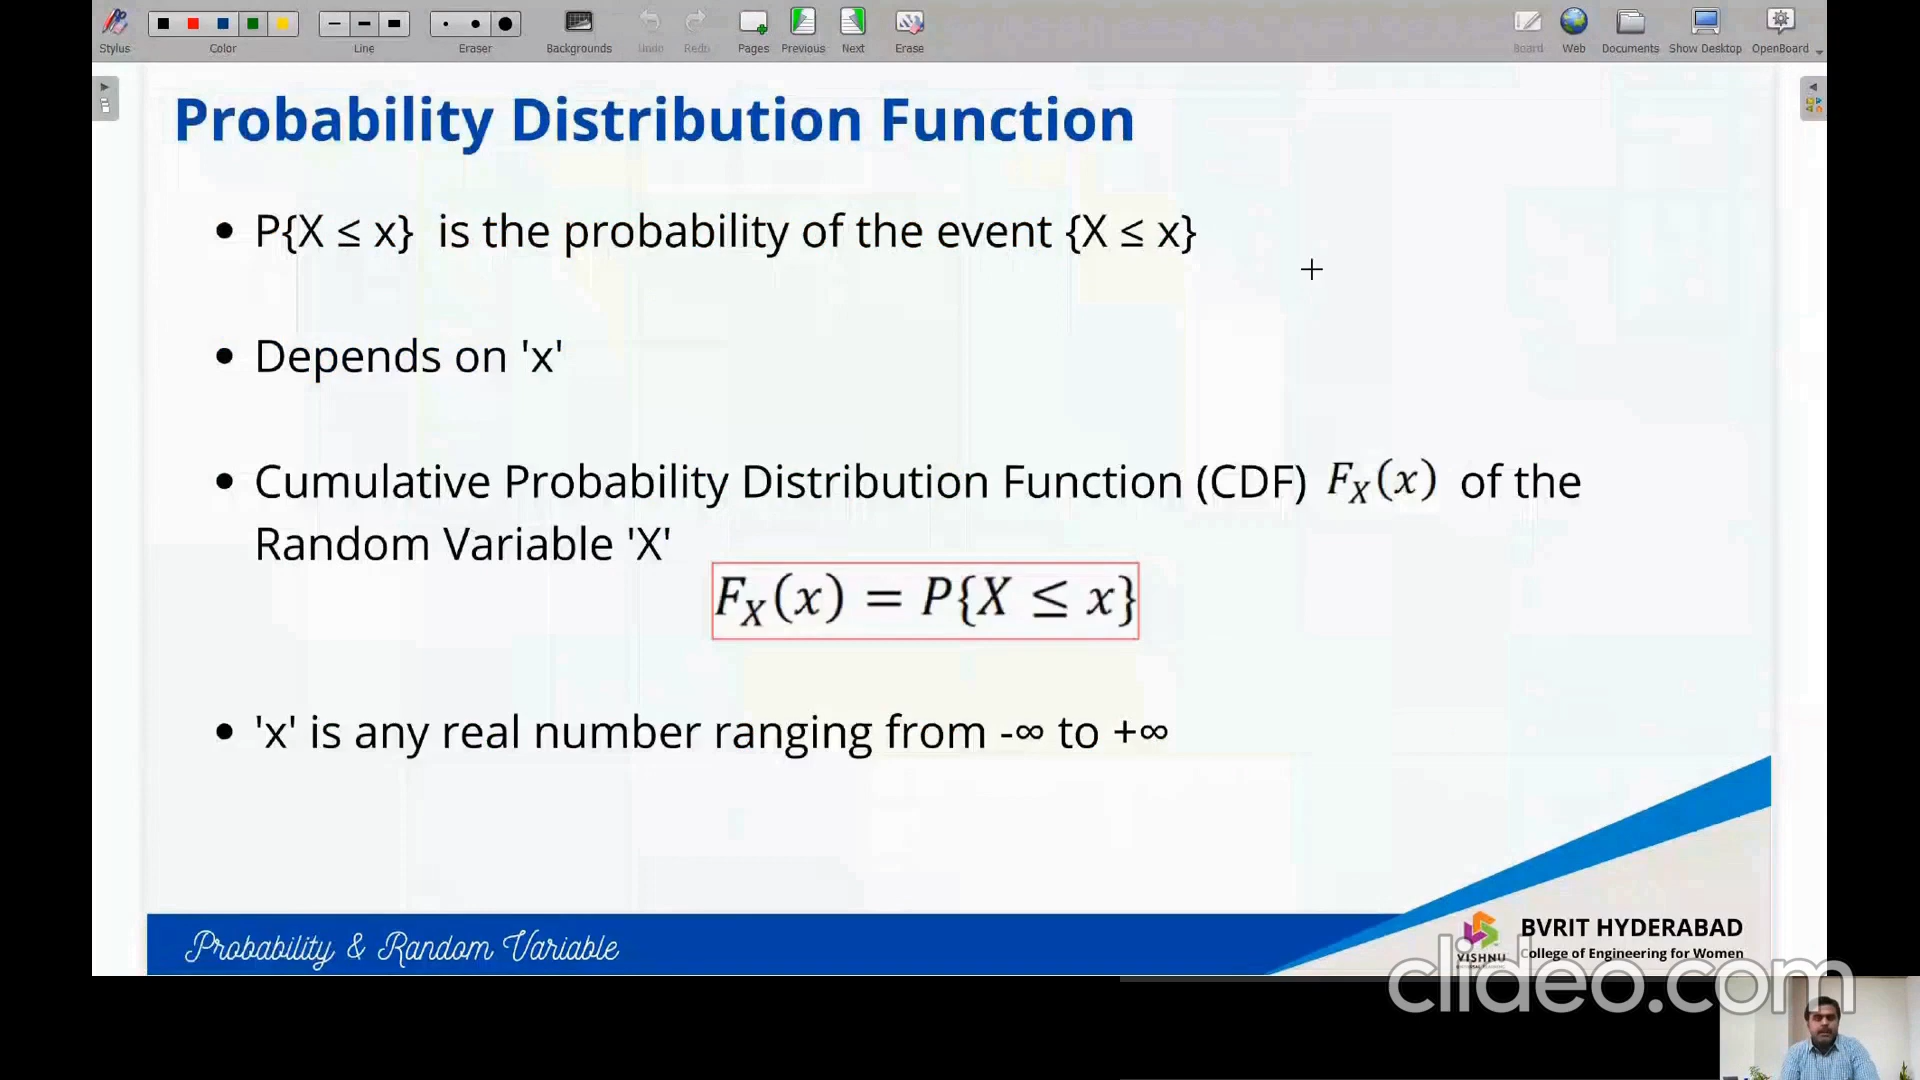 Stylus Color Line Eraser Backgrounds Undo Redo Pages Previous Next Erase Board Web Documents Show Desktop OpenBoard
Probability Distribution Function
• P{X ≤ x} is the probability of the event {X ≤ x}
• Depends on 'x'
• Cumulative Probability Distribution Function (CDF) F_X(x) of the
Random Variable 'X'
F_X(x) = P{X ≤ x}
• 'x' is any real number ranging from -∞ to +∞
Probability & Random Variable
VISHNU
BVRIT HYDERABAD
College of Engineering for Women
clideo.com